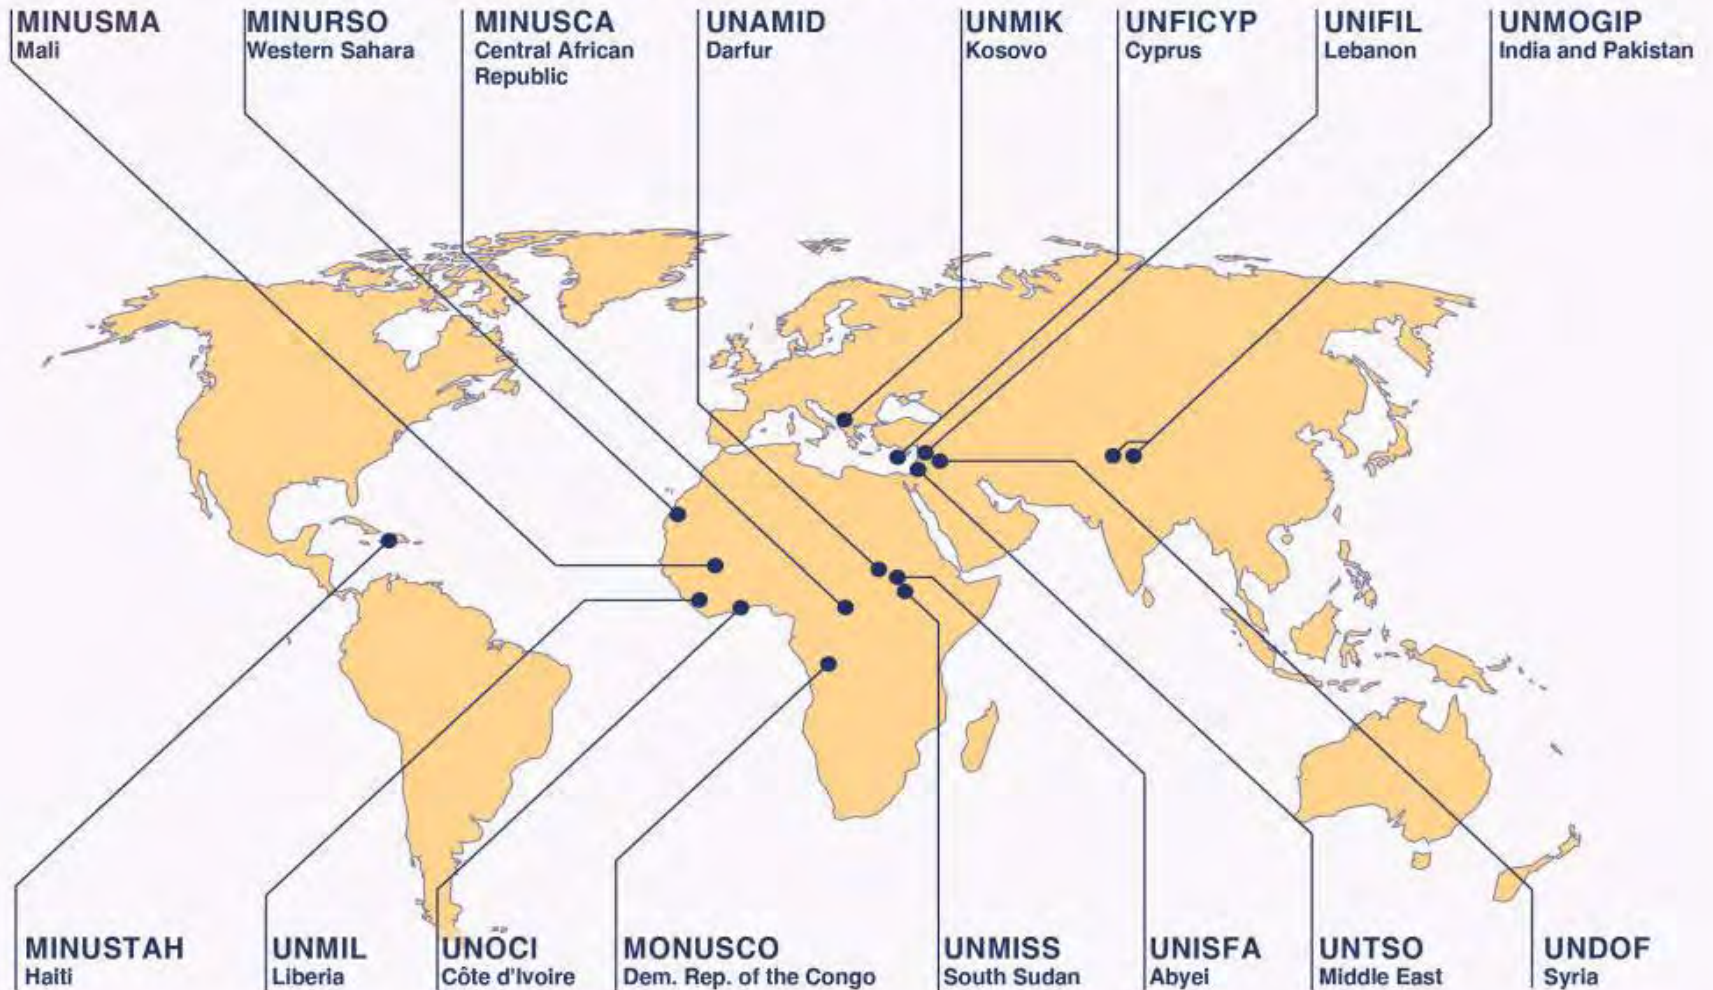 MINUSMA
Mali
MINURSO
Western Sahara
MINUSCA
Central African
Republic
UNAMID
Darfur
UNMIK
Kosovo
UNFICYP
Cyprus
UNIFIL
Lebanon
UNMOGIP
India and Pakistan
MINUSTAH
Haiti
UNMIL
Liberia
UNOCI
Côte d'Ivoire
MONUSCO
Dem. Rep. of the Congo
UNMISS
South Sudan
UNISFA
Abyei
UNTSO
Middle East
UNDOF
Syria